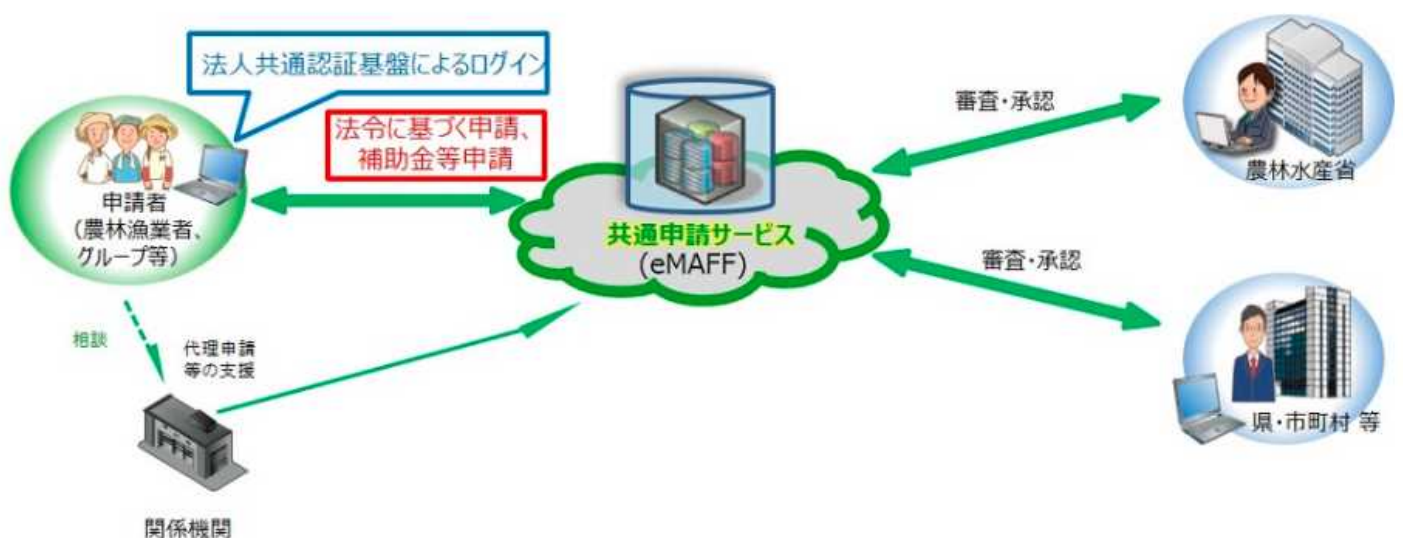 法人共通認証基盤によるログイン
法令に基づく申請、
補助金等申請
申請者
(農林漁業者、
グループ等)
相談
代理申請
等の支援
関係機関
共通申請サービス
(eMAFF)
審査・承認
農林水産省
審査・承認
県・市町村 等